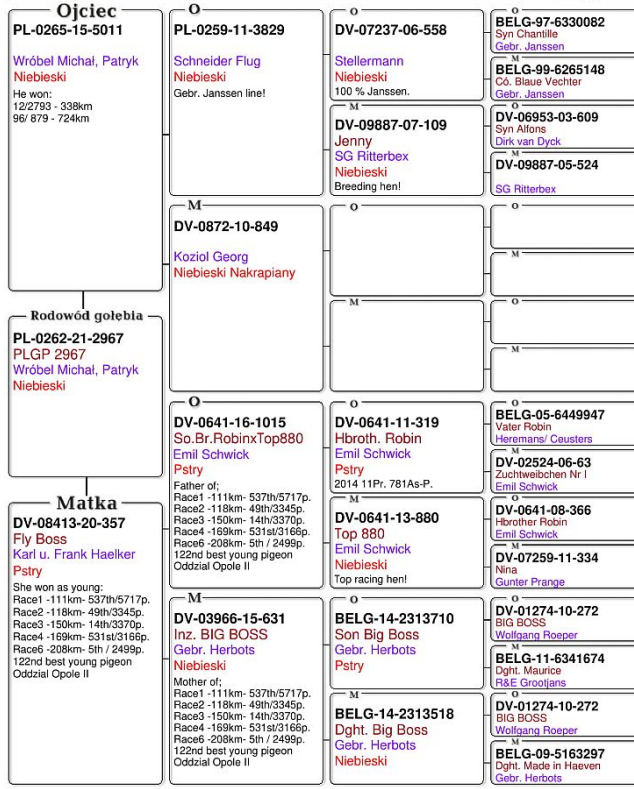 Ojciec
PL-0265-15-5011
Wróbel Michał, Patryk
Niebieski
He won:
12/2793 - 338km
96/ 879 - 724km
Rodowód gołębia
PL-0262-21-2967
PLGP 2967
Wróbel Michał, Patryk
Niebieski
Matka
DV-08413-20-357
Fly Boss
Karl u. Frank Haelker
Pstry
She won as young:
Race1 -111km- 537th/5717p.
Race2 -118km- 49th/3345p.
Race3 -150km- 14th/3370p.
Race4 -169km- 531st/3166p.
Race6 -208km- 5th / 2499p.
122nd best young pigeon
Oddzial Opole II
O
PL-0259-11-3829
Schneider Flug
Niebieski
Gebr. Janssen line!
M
DV-0872-10-849
Koziol Georg
Niebieski Nakrapiany
O
DV-0641-16-1015
So.Br.RobinxTop880
Emil Schwick
Pstry
Father of;
Race1 -111km- 537th/5717p.
Race2 -118km- 49th/3345p.
Race3 -150km- 14th/3370p.
Race4 -169km- 531st/3166p.
Race6 -208km- 5th / 2499p.
122nd best young pigeon
Oddzial Opole II
M
DV-03966-15-631
Inz. BIG BOSS
Gebr. Herbots
Niebieski
Mother of;
Race1 -111km- 537th/5717p.
Race2 -118km- 49th/3345p.
Race3 -150km- 14th/3370p.
Race4 -169km- 531st/3166p.
Race6 -208km- 5th / 2499p.
122nd best young pigeon
Oddzial Opole II
O
DV-07237-06-558
Stellermann
Niebieski
100 % Janssen.
M
DV-09887-07-109
Jenny
SG Ritterbex
Niebieski
Breeding hen!
O
M
O
DV-0641-11-319
Hbroth. Robin
Emil Schwick
Pstry
2014 11Pr. 781As-P.
M
DV-0641-13-880
Top 880
Emil Schwick
Niebieski
Top racing hen!
O
BELG-14-2313710
Son Big Boss
Gebr. Herbots
Pstry
M
BELG-14-2313518
Dght. Big Boss
Gebr. Herbots
Niebieski
O
BELG-97-6330082
Syn Chantille
Gebr. Janssen
M
BELG-99-6265148
Có. Blaue Vechter
Gebr. Janssen
O
DV-06953-03-609
Syn Alfons
Dirk van Dyck
M
DV-09887-05-524
SG Ritterbex
O
M
O
M
O
BELG-05-6449947
Vater Robin
Heremans/ Ceusters
M
DV-02524-06-63
Zuchtweibchen Nr I
Emil Schwick
O
DV-0641-08-366
Hbrother Robin
Emil Schwick
M
DV-07259-11-334
Nina
Gunter Prange
O
DV-01274-10-272
BIG BOSS
Wolfgang Roeper
M
BELG-11-6341674
Dght. Maurice
R&E Grootjans
O
DV-01274-10-272
BIG BOSS
Wolfgang Roeper
M
BELG-09-5163297
Dght. Made in Haeven
Gebr. Herbots